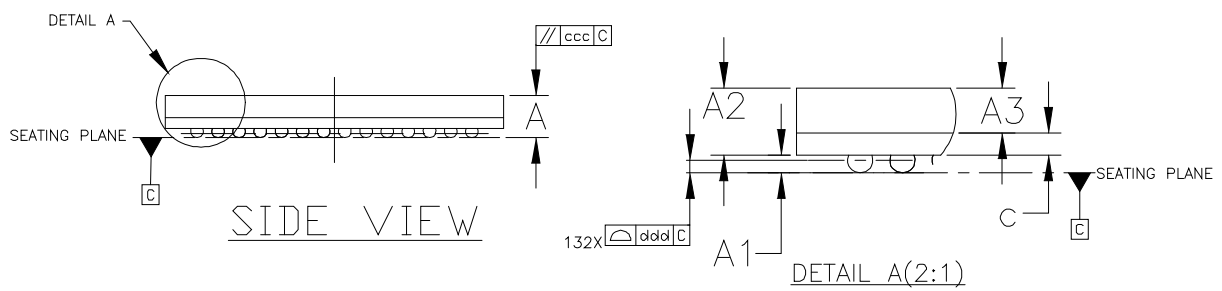 DETAIL A
// ccc C
A
SEATING PLANE
C
SIDE VIEW
A2
A3
SEATING PLANE
C
c
132X ddd C
A1
DETAIL A(2:1)